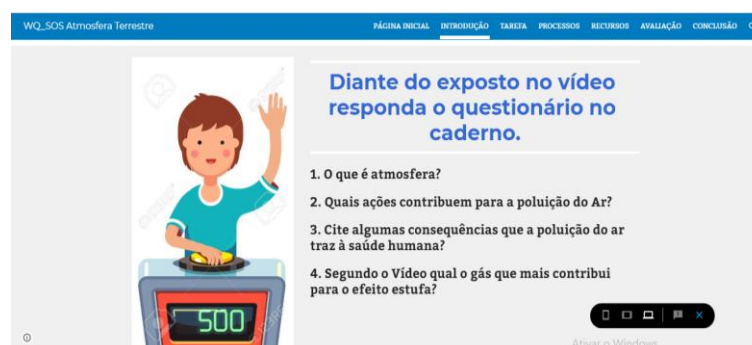 WQ_SOS Atmosfera Terrestre
PÁGINA INICIAL INTRODUÇÃO TAREFA PROCESSOS RECURSOS AVALIAÇÃO CONCLUSÃO
Diante do exposto no vídeo
responda o questionário no
caderno.
1. O que é atmosfera?
2. Quais ações contribuem para a poluição do Ar?
3. Cite algumas consequências que a poluição do ar
traz à saúde humana?
4. Segundo o Vídeo qual o gás que mais contribui
para o efeito estufa?
500
Ativar o Windows